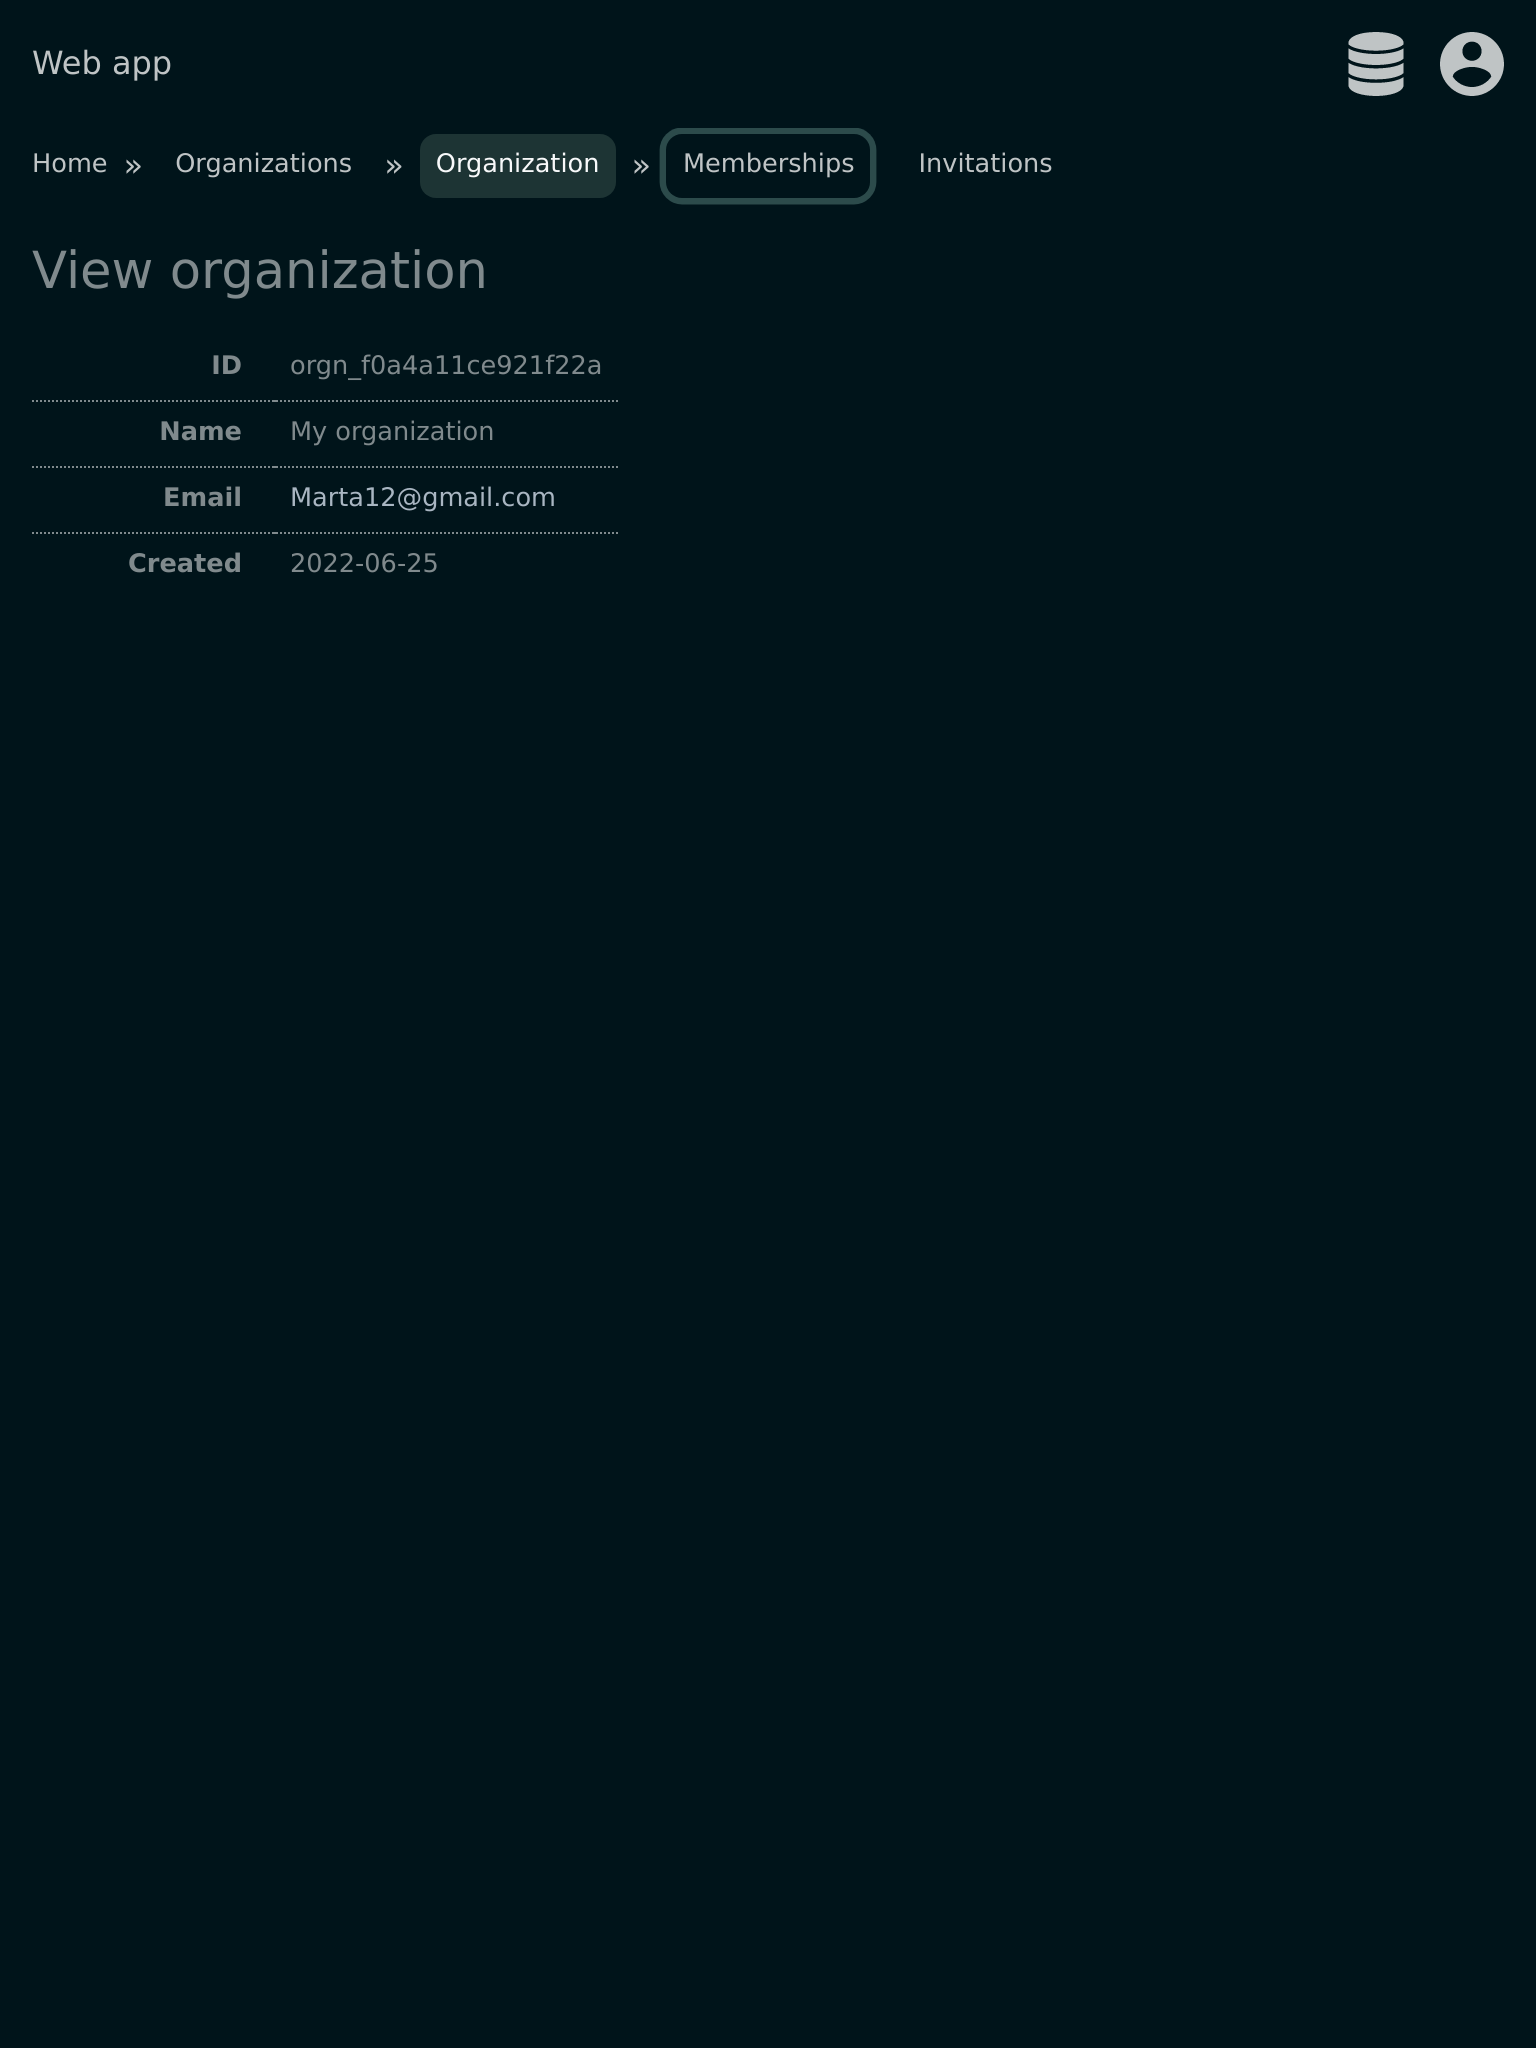 Web app
Home » Organizations » Organization » Memberships Invitations
View organization
ID orgn_f0a4a11ce921f22a
Name My organization
Email Marta12@gmail.com
Created 2022-06-25